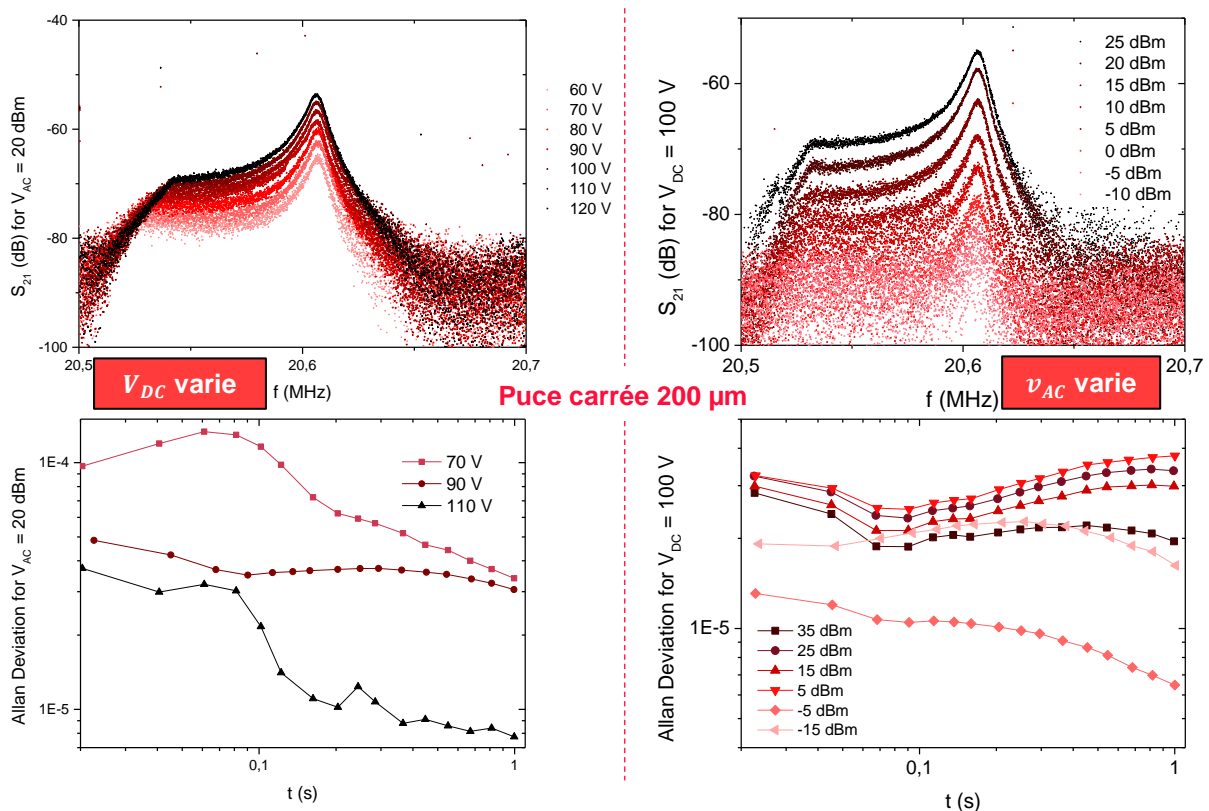 S21 (dB) for VAC = 20 dBm
-40
-60
-80
-100
20,5
20,6
20,7
f (MHz)
60 V
70 V
80 V
90 V
100 V
110 V
120 V
S21 (dB) for VDC = 100 V
-60
-80
-100
20,5
20,6
20,7
f (MHz)
25 dBm
20 dBm
15 dBm
10 dBm
5 dBm
0 dBm
-5 dBm
-10 dBm
VDC varie
Puce carrée 200 µm
vAC varie
Allan Deviation for VAC = 20 dBm
1E-4
1E-5
0,1
1
t (s)
70 V
90 V
110 V
Allan Deviation for VDC = 100 V
1E-5
0,1
1
t (s)
35 dBm
25 dBm
15 dBm
5 dBm
-5 dBm
-15 dBm